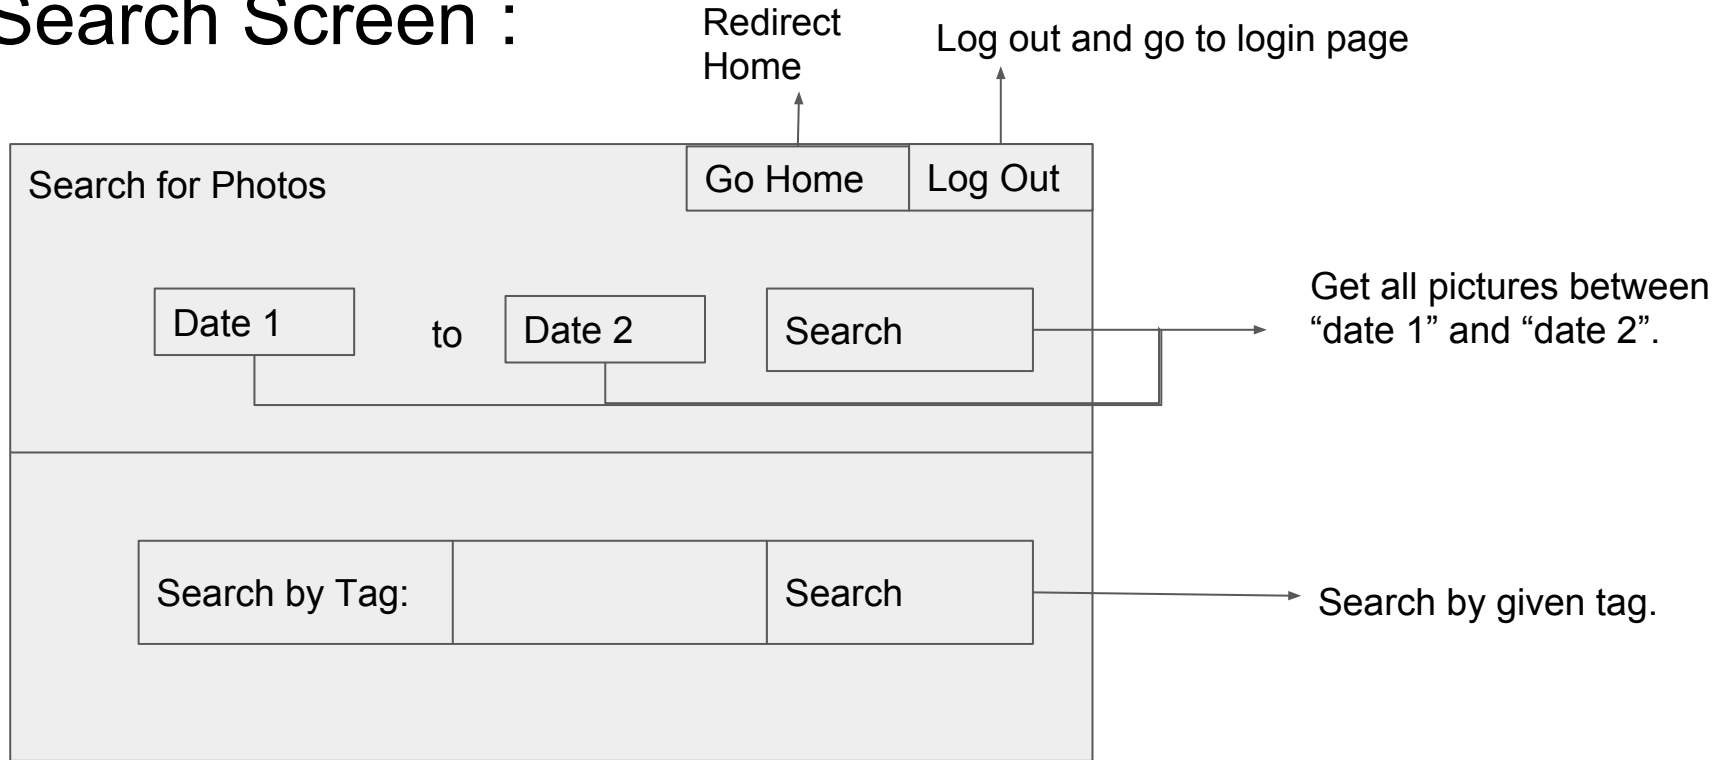 Search Screen :
Redirect
Home
Log out and go to login page
Search for Photos
Go Home
Log Out
Date 1
to
Date 2
Search
Get all pictures between
“date 1” and “date 2”.
Search by Tag:
Search
Search by given tag.